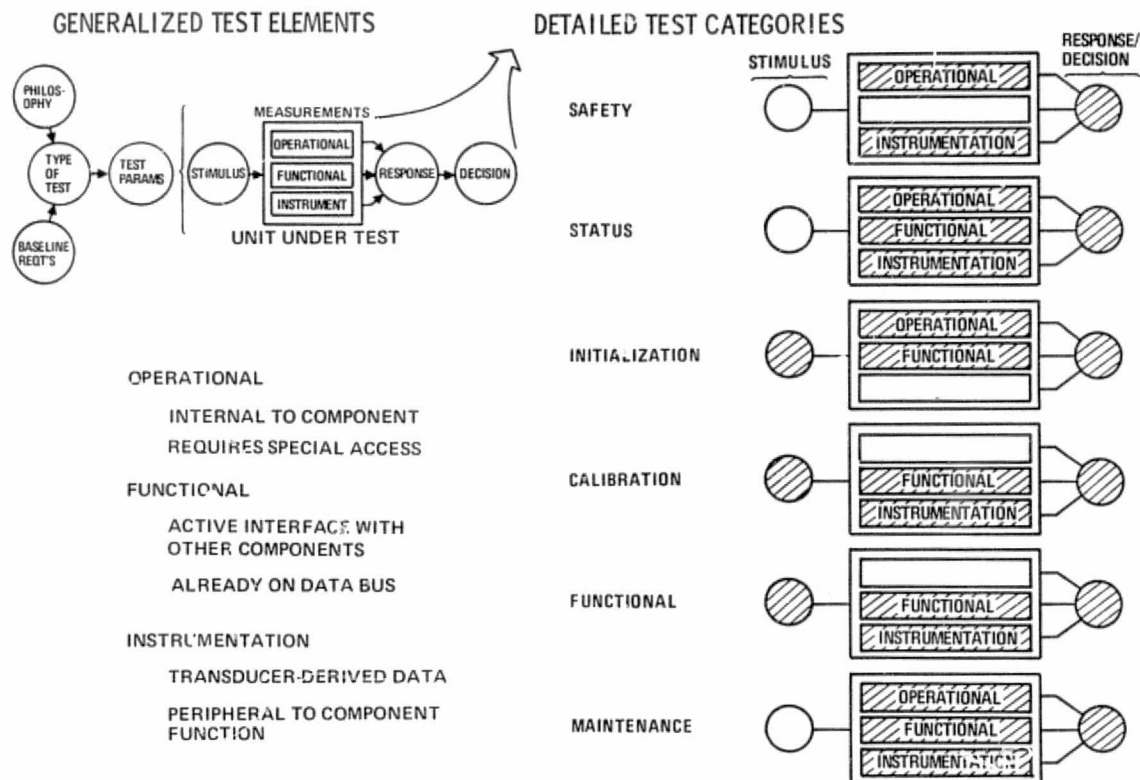 GENERALIZED TEST ELEMENTS
PHILOS-
OPHY
TYPE
OF
TEST
BASELINE
REQT'S
TEST
PARAMS
STIMULUS
MEASUREMENTS
OPERATIONAL
FUNCTIONAL
INSTRUMENT
UNIT UNDER TEST
RESPONSE
DECISION
OPERATIONAL
INTERNAL TO COMPONENT
REQUIRES SPECIAL ACCESS
FUNCTIONAL
ACTIVE INTERFACE WITH
OTHER COMPONENTS
ALREADY ON DATA BUS
INSTRUMENTATION
TRANSDUCER-DERIVED DATA
PERIPHERAL TO COMPONENT
FUNCTION
DETAILED TEST CATEGORIES
STIMULUS
RESPONSE/
DECISION
SAFETY
OPERATIONAL
INSTRUMENTATION
STATUS
OPERATIONAL
FUNCTIONAL
INSTRUMENTATION
INITIALIZATION
OPERATIONAL
FUNCTIONAL
CALIBRATION
FUNCTIONAL
INSTRUMENTATION
FUNCTIONAL
FUNCTIONAL
INSTRUMENTATION
MAINTENANCE
OPERATIONAL
FUNCTIONAL
INSTRUMENTATION